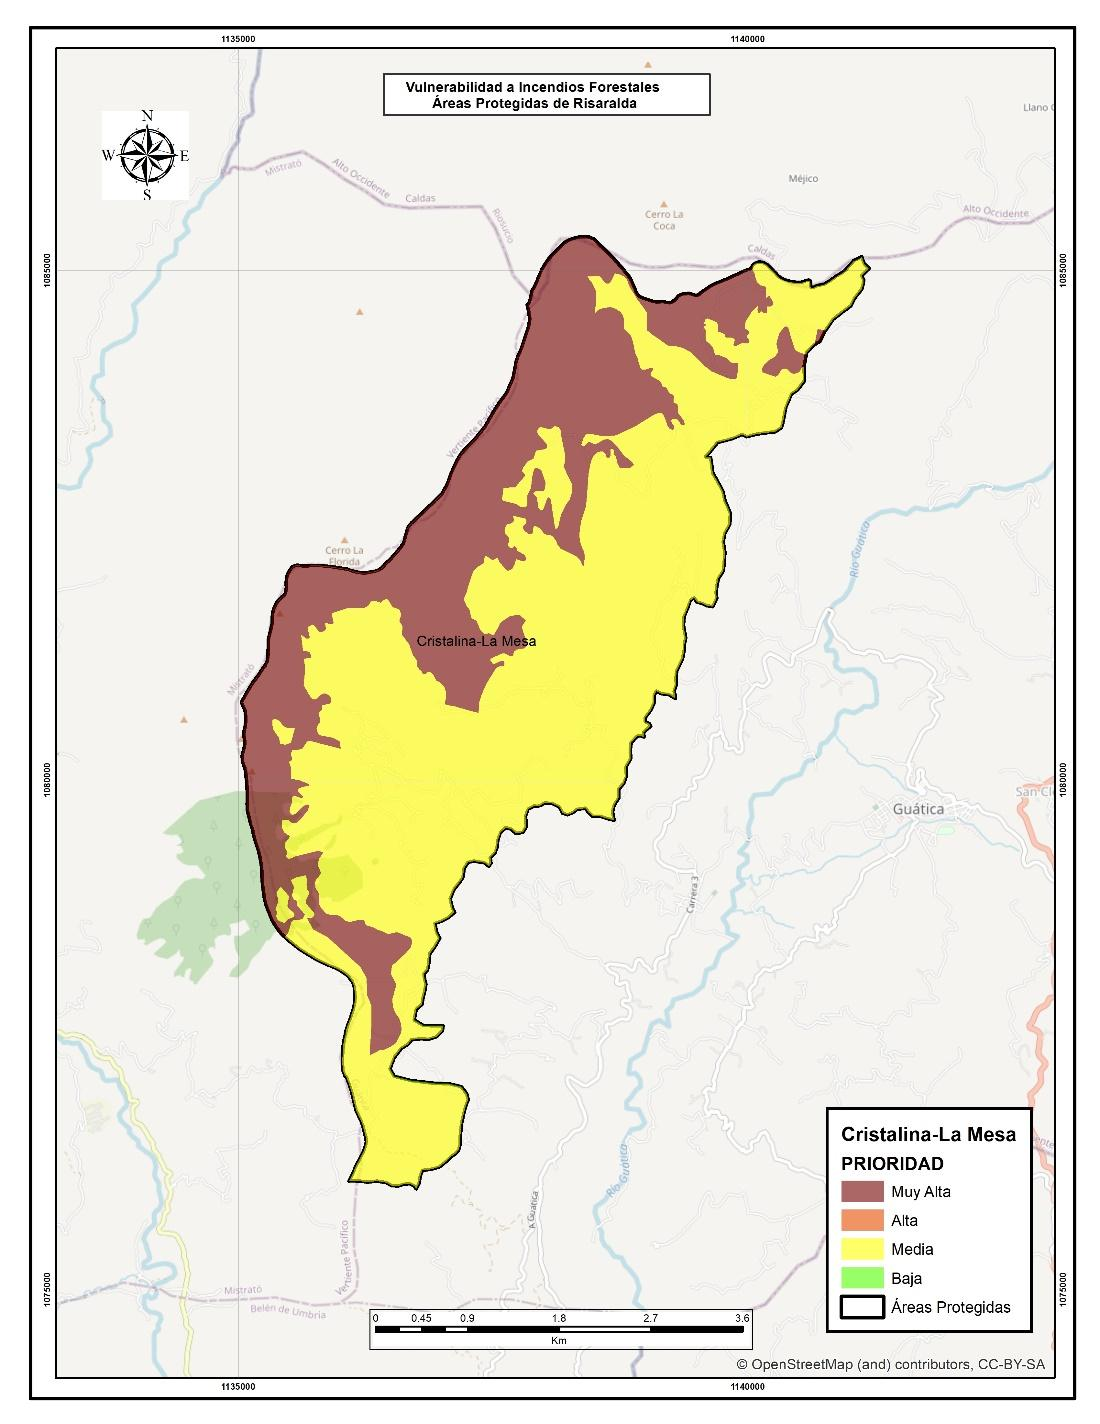 1135000
1140000
Vulnerabilidad a Incendios Forestales
Áreas Protegidas de Risaralda
N
W
E
S
Llano
Mistrató
Alto Occidente
Caldas
Riosucio
Méjico
Cerro La
Coca
Alto Occidente
Caldas
1085000
1085000
Vertiente
Cerro La
Florida
Río Guática
Cristalina-La Mesa
Mistrató
1080000
1080000
Guática
Carrera 3
Río Guática
A Guática
Vertiente Pacífico
Mistrató
Belén de Umbría
1075000
1075000
Cristalina-La Mesa
PRIORIDAD
Muy Alta
Alta
Media
Baja
Áreas Protegidas
0 0.45 0.9 1.8 2.7 3.6
Km
© OpenStreetMap (and) contributors, CC-BY-SA
1135000
1140000